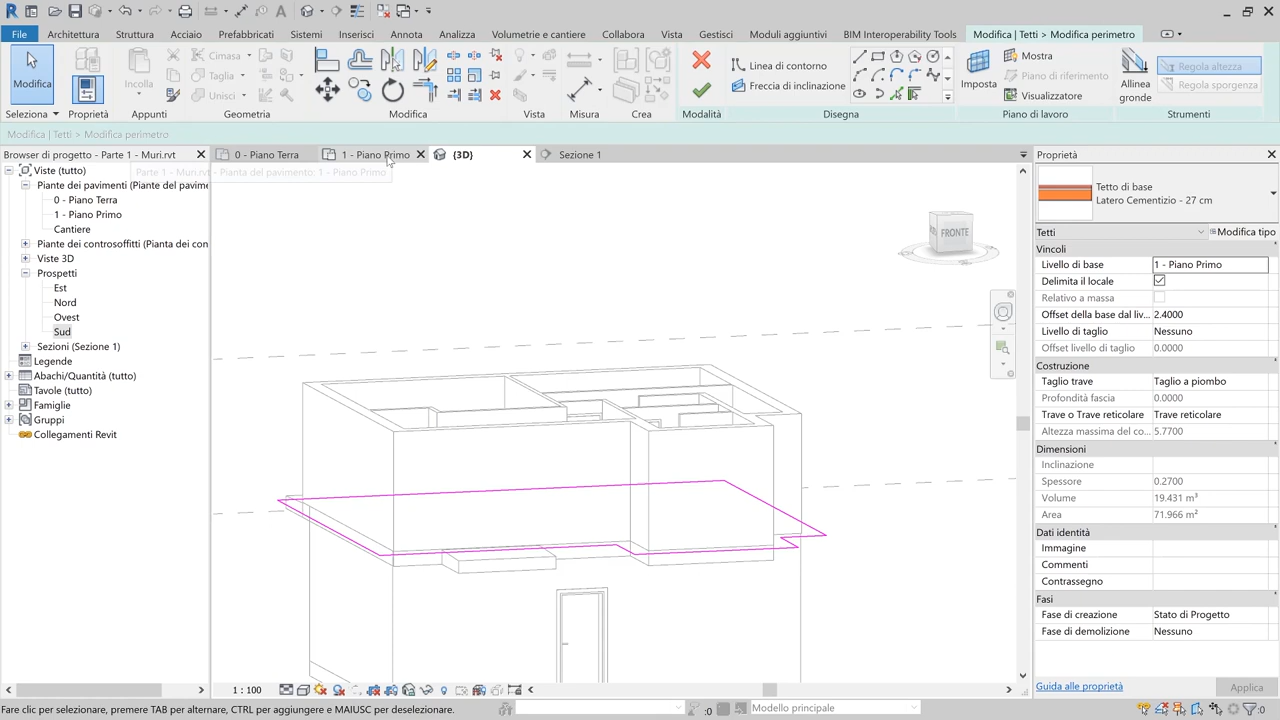 File Architettura Struttura Acciaio Prefabbricati Sistemi Inserisci Annota Analizza Volumetrie e cantiere Collabora Vista Gestisci Moduli aggiuntivi BIM Interoperability Tools Modifica | Tetti > Modifica perimetro
Modifica Incolla Cimasa Taglia Unisci Linea di contorno Freccia di inclinazione Imposta Mostra Piano di riferimento Visualizzatore Allinea gronde Regola altezza Regola sporgenza
Seleziona Proprietà Appunti Geometria Modifica Vista Misura Crea Modalità Disegna Piano di lavoro Strumenti
Modifica | Tetti > Modifica perimetro
Browser di progetto - Parte 1 - Muri.rvt
0 - Piano Terra 1 - Piano Primo {3D} Sezione 1
Parte 1 - Muri.rvt - Pianta del pavimento: 1 - Piano Primo
Viste (tutto)
Piante dei pavimenti (Piante del pavime
0 - Piano Terra
1 - Piano Primo
Cantiere
Piante dei controsoffitti (Pianta dei con
Viste 3D
Prospetti
Est
Nord
Ovest
Sud
Sezioni (Sezione 1)
Legende
Abachi/Quantità (tutto)
Tavole (tutto)
Famiglie
Gruppi
Collegamenti Revit
FRONTE
Proprietà
Tetto di base
Latero Cementizio - 27 cm
Tetti Modifica tipo
Vincoli
Livello di base 1 - Piano Primo
Delimita il locale
Relativo a massa
Offset della base dal liv... 2.4000
Livello di taglio Nessuno
Offset livello di taglio 0.0000
Costruzione
Taglio trave Taglio a piombo
Profondità fascia 0.0000
Trave o Trave reticolare Trave reticolare
Altezza massima del co... 5.7700
Dimensioni
Inclinazione
Spessore 0.2700
Volume 19.431 m³
Area 71.966 m²
Dati identità
Immagine
Commenti
Contrassegno
Fasi
Fase di creazione Stato di Progetto
Fase di demolizione Nessuno
Guida alle proprietà Applica
1 : 100
Fare clic per selezionare, premere TAB per alternare, CTRL per aggiungere e MAIUSC per deselezionare. :0 Modello principale :0